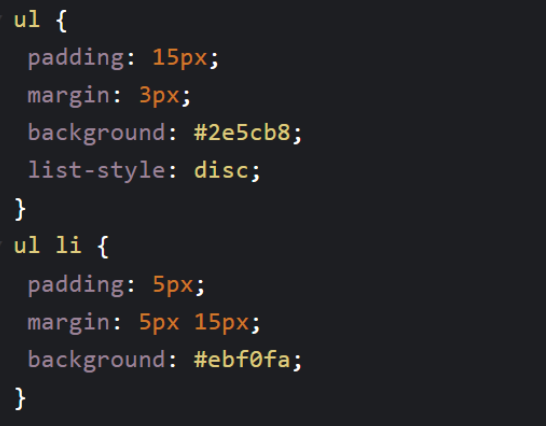 ul {
padding: 15px;
margin: 3px;
background: #2e5cb8;
list-style: disc;
}
ul li {
padding: 5px;
margin: 5px 15px;
background: #ebf0fa;
}